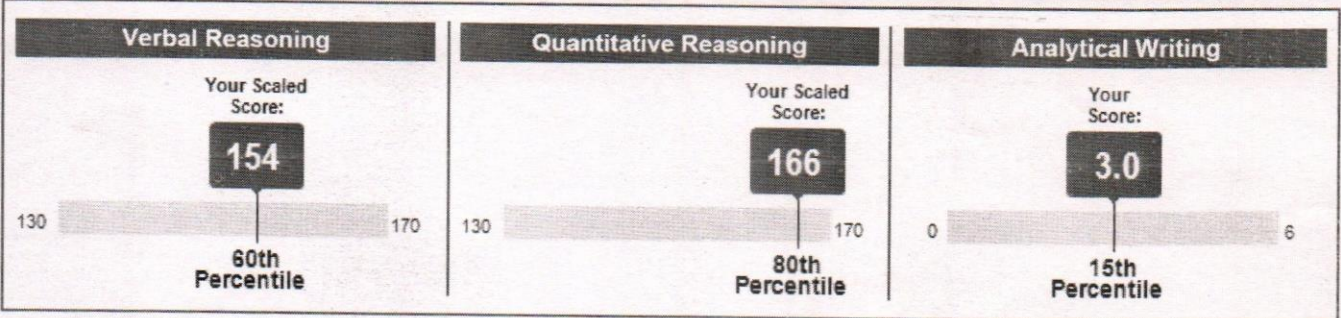 Verbal Reasoning
Your Scaled
Score:
154
130
170
60th
Percentile
Quantitative Reasoning
Your Scaled
Score:
166
130
170
80th
Percentile
Analytical Writing
Your
Score:
3.0
0
6
15th
Percentile